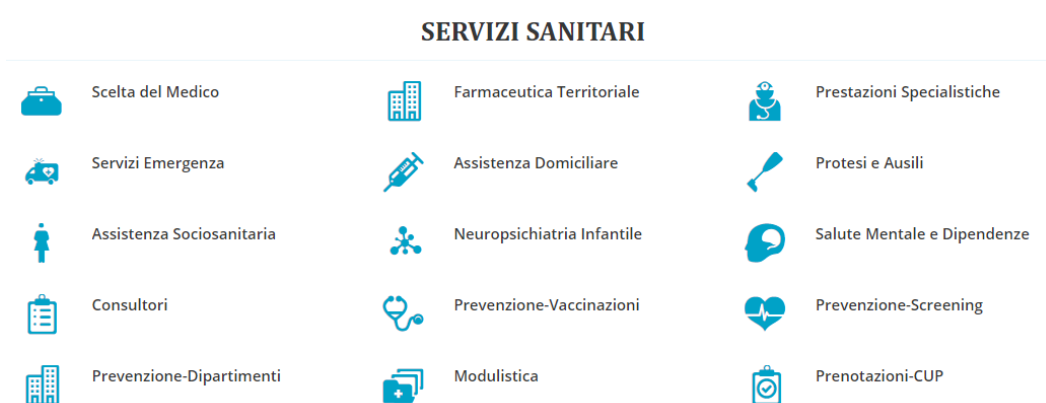 SERVIZI SANITARI
Scelta del Medico
Farmaceutica Territoriale
Prestazioni Specialistiche
Servizi Emergenza
Assistenza Domiciliare
Protesi e Ausili
Assistenza Sociosanitaria
Neuropsichiatria Infantile
Salute Mentale e Dipendenze
Consultori
Prevenzione-Vaccinazioni
Prevenzione-Screening
Prevenzione-Dipartimenti
Modulistica
Prenotazioni-CUP